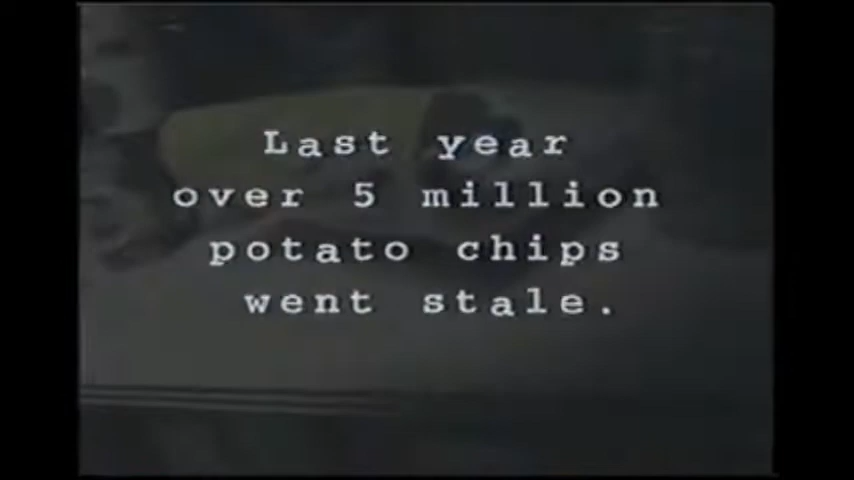 Last year
over 5 million
potato chips
went stale.